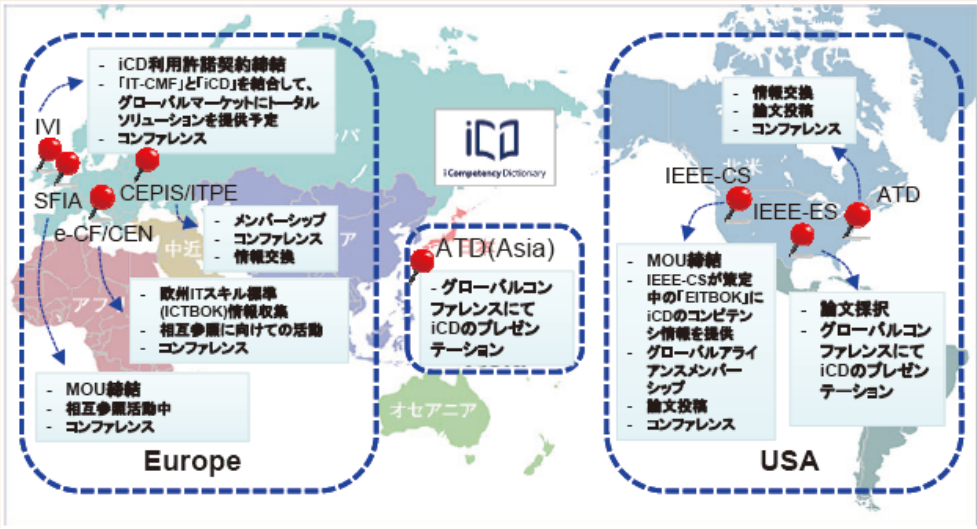 - iCD利用許諾契約締結
- 「IT-CMF」と「iCD」を結合して、
グローバルマーケットにトータル
ソリューションを提供予定
- コンファレンス
IVI
SFIA
CEPIS/ITPE
e-CF/CEN
- メンバーシップ
- コンファレンス
- 情報交換
- 欧州ITスキル標準
(ICTBOK)情報収集
- 相互参照に向けての活動
- コンファレンス
- MOU締結
- 相互参照活動中
- コンファレンス
Europe
中近
アフ
ア
パ
iCD
i Competency Dictionary
ATD(Asia)
- グローバルコン
ファレンスにて
iCDのプレゼン
テーション
オセアニア
- 情報交換
- 論文投稿
- コンファレンス
北米
IEEE-CS
IEEE-ES
ATD
- MOU締結
- IEEE-CSが策定
中の「EITBOK」に
iCDのコンピテン
シ情報を提供
- グローバルアライ
アンスメンバー
シップ
- 論文投稿
- コンファレンス
- 論文採択
- グローバルコン
ファレンスにて
iCDのプレゼン
テーション
USA